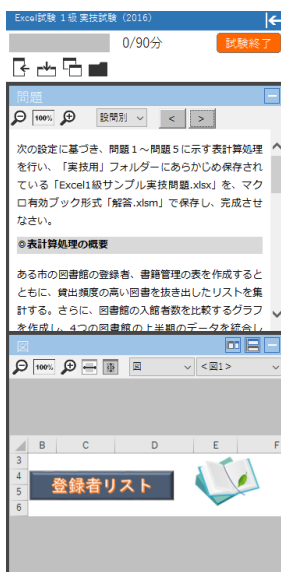 Excel試験 1級 実技試験 (2016)
0/90分
試験終了
問題
100%
設問別
<
>
次の設定に基づき、問題1~問題5に示す表計算処理
を行い、「実技用」フォルダーにあらかじめ保存され
ている「Excel1級サンプル実技問題.xlsx」を、マク
ロ有効ブック形式「解答.xlsm」で保存し、完成させ
なさい。
◎表計算処理の概要
ある市の図書館の登録者、書籍管理の表を作成すると
ともに、貸出頻度の高い図書を抜き出したリストを集
計する。さらに、図書館の入館者数を比較するグラフ
を作成し、4つの図書館の上半期のデータを統合し
図
100%
図
<図1>
B C D E F
3
4
5
6
登録者リスト